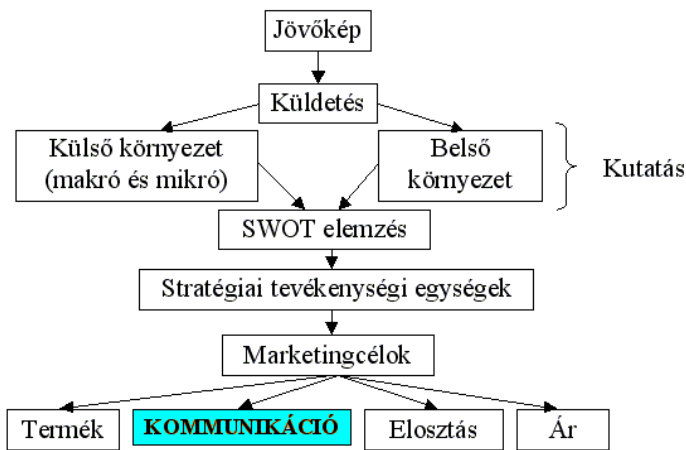 Jövőkép
Küldetés
Külső környezet
(makró és mikró)
Belső
környezet
Kutatás
SWOT elemzés
Stratégiai tevékenységi egységek
Marketingcélok
Termék
KOMMUNIKÁCIÓ
Elosztás
Ár